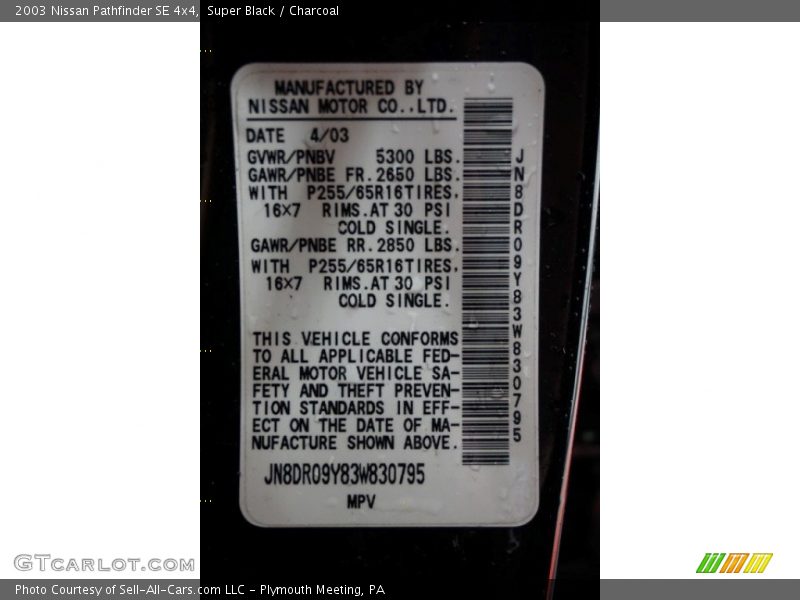 2003 Nissan Pathfinder SE 4x4, Super Black / Charcoal
MANUFACTURED BY
NISSAN MOTOR CO.,LTD.
DATE 4/03
GVWR/PNBV 5300 LBS.
GAWR/PNBE FR.2650 LBS.
WITH P255/65R16TIRES,
16×7 RIMS.AT 30 PSI
COLD SINGLE.
GAWR/PNBE RR.2850 LBS.
WITH P255/65R16TIRES,
16×7 RIMS.AT 30 PSI
COLD SINGLE.
THIS VEHICLE CONFORMS
TO ALL APPLICABLE FED-
ERAL MOTOR VEHICLE SA-
FETY AND THEFT PREVEN-
TION STANDARDS IN EFF-
ECT ON THE DATE OF MA-
NUFACTURE SHOWN ABOVE.
JN8DR09Y83W830795
MPV
JN8DR09Y83W830795
GTCARLOT.COM
Photo Courtesy of Sell-All-Cars.com LLC - Plymouth Meeting, PA